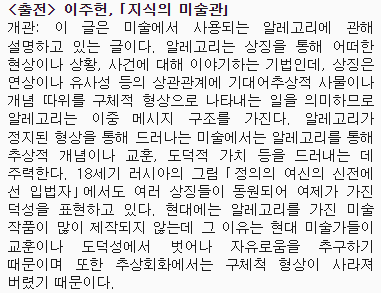 <출전> 이주헌, 「지식의 미술관」
개관: 이 글은 미술에서 사용되는 알레고리에 관해
설명하고 있는 글이다. 알레고리는 상징을 통해 어떠한
현상이나 상황, 사건에 대해 이야기하는 기법인데, 상징은
연상이나 유사성 등의 상관관계에 기대어추상적 사물이나
개념 따위를 구체적 형상으로 나타내는 일을 의미하므로
알레고리는 이중 메시지 구조를 가진다. 알레고리가
정지된 형상을 통해 드러나는 미술에서는 알레고리를 통해
추상적 개념이나 교훈, 도덕적 가치 등을 드러내는 데
주력한다. 18세기 러시아의 그림「정의의 여신의 신전에
선 입법자」에서도 여러 상징들이 동원되어 여제가 가진
덕성을 표현하고 있다. 현대에는 알레고리를 가진 미술
작품이 많이 제작되지 않는데 그 이유는 현대 미술가들이
교훈이나 도덕성에서 벗어나 자유로움을 추구하기
때문이며 또한 추상회화에서는 구체적 형상이 사라져
버렸기 때문이다.